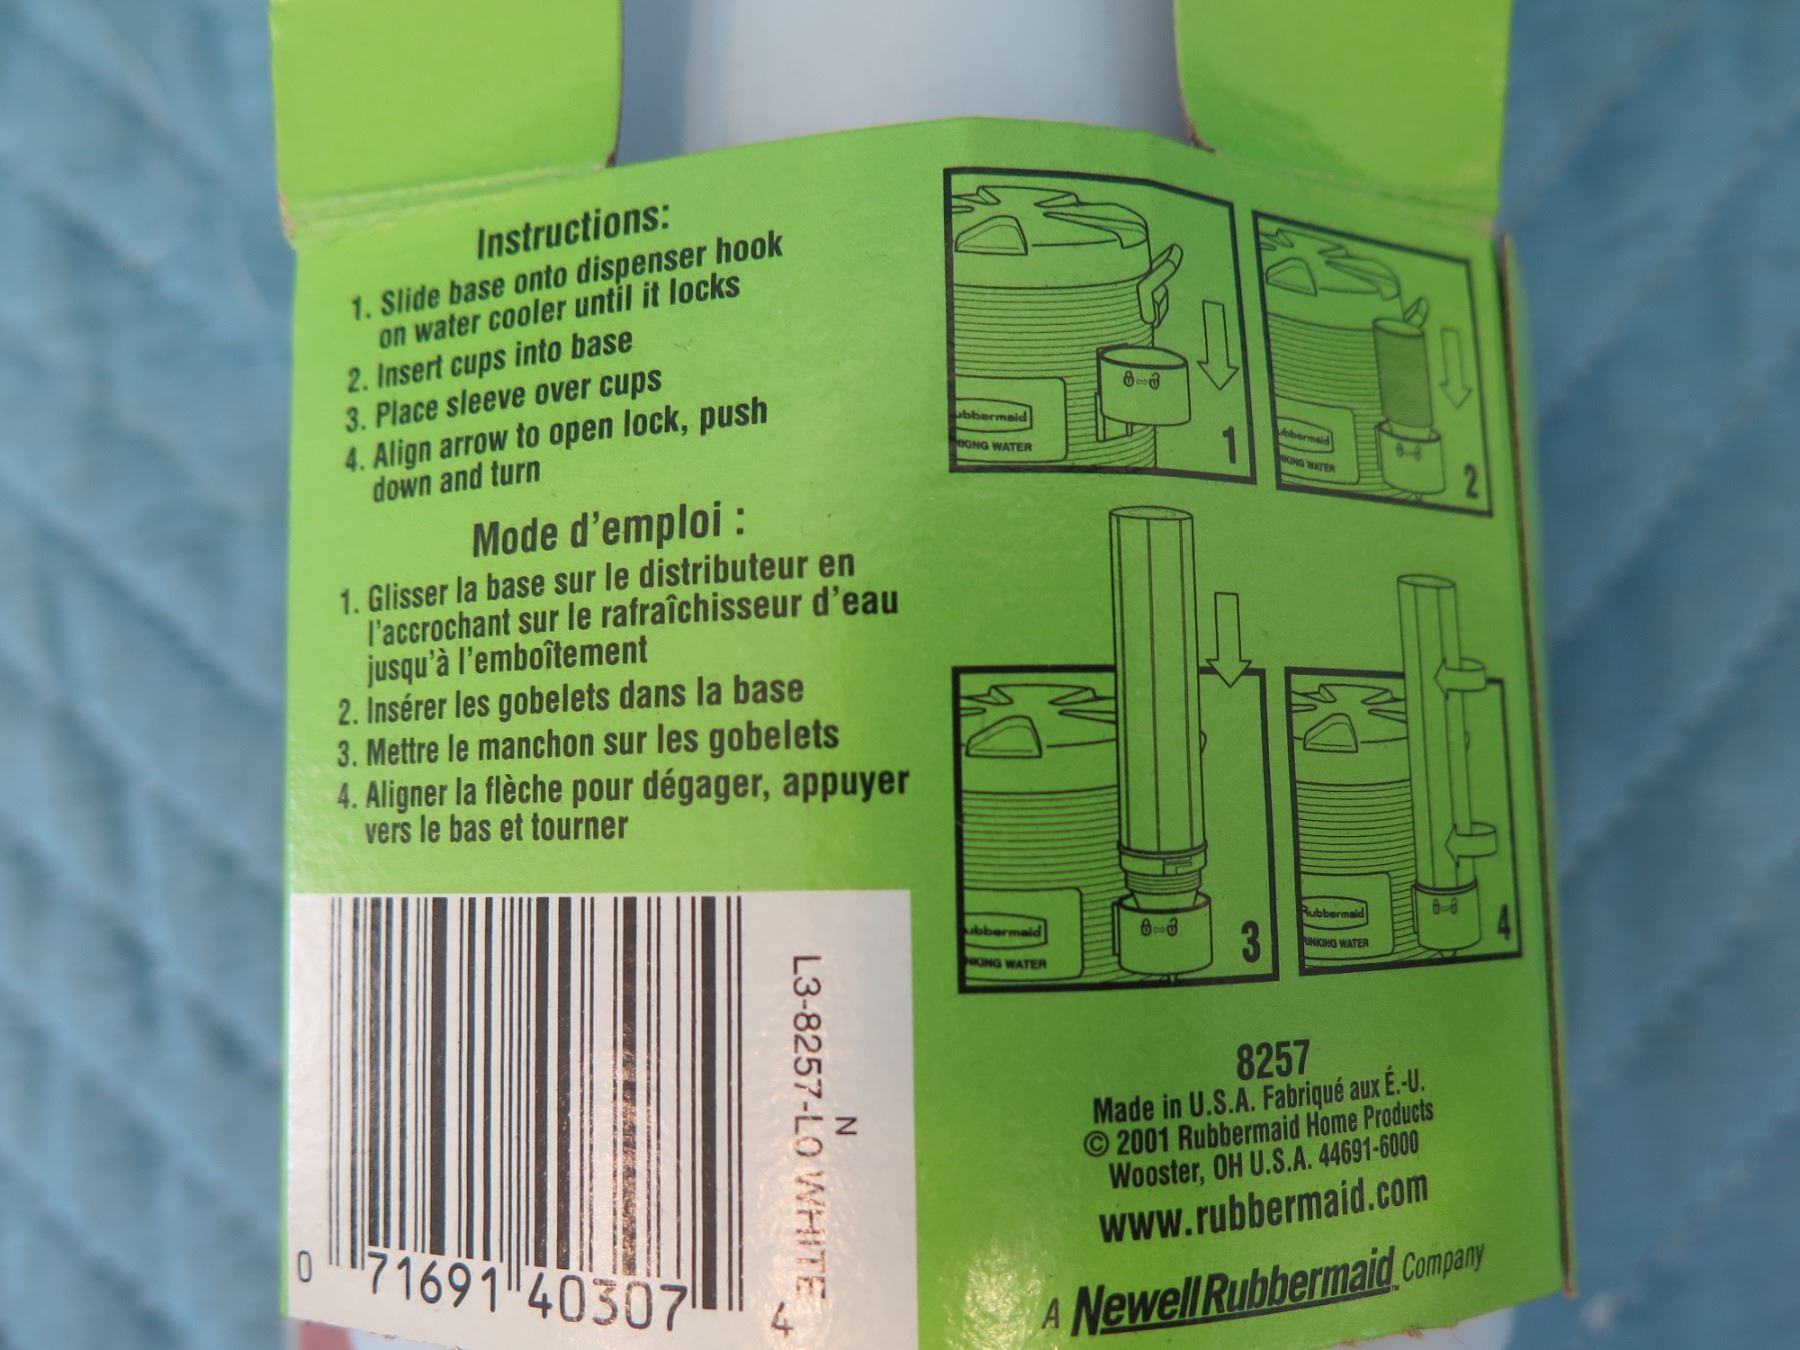 Instructions:
1. Slide base onto dispenser hook
on water cooler until it locks
2. Insert cups into base
3. Place sleeve over cups
4. Align arrow to open lock, push
down and turn
Mode d'emploi :
1. Glisser la base sur le distributeur en
l'accrochant sur le rafraîchisseur d'eau
jusqu'à l'emboîtement
2. Insérer les gobelets dans la base
3. Mettre le manchon sur les gobelets
4. Aligner la flèche pour dégager, appuyer
vers le bas et tourner
ubbermaid
NKING WATER
1
ubbermaid
NKING WATER
2
ubbermaid
NKING WATER
3
Rubbermaid
RINKING WATER
4
N
L3-8257-LO WHITE
0 71691 40307 4
8257
Made in U.S.A. Fabriqué aux É.-U.
© 2001 Rubbermaid Home Products
Wooster, OH U.S.A. 44691-6000
www.rubbermaid.com
A Newell Rubbermaid™ Company